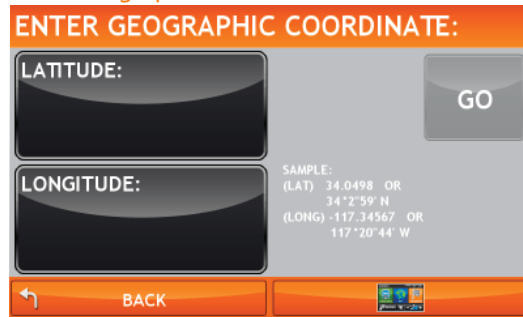 ENTER GEOGRAPHIC COORDINATE:
LATITUDE:
GO
LONGITUDE:
SAMPLE:
(LAT) 34.0498 OR
34°2"59' N
(LONG) -117.34567 OR
117°20"44' W
BACK